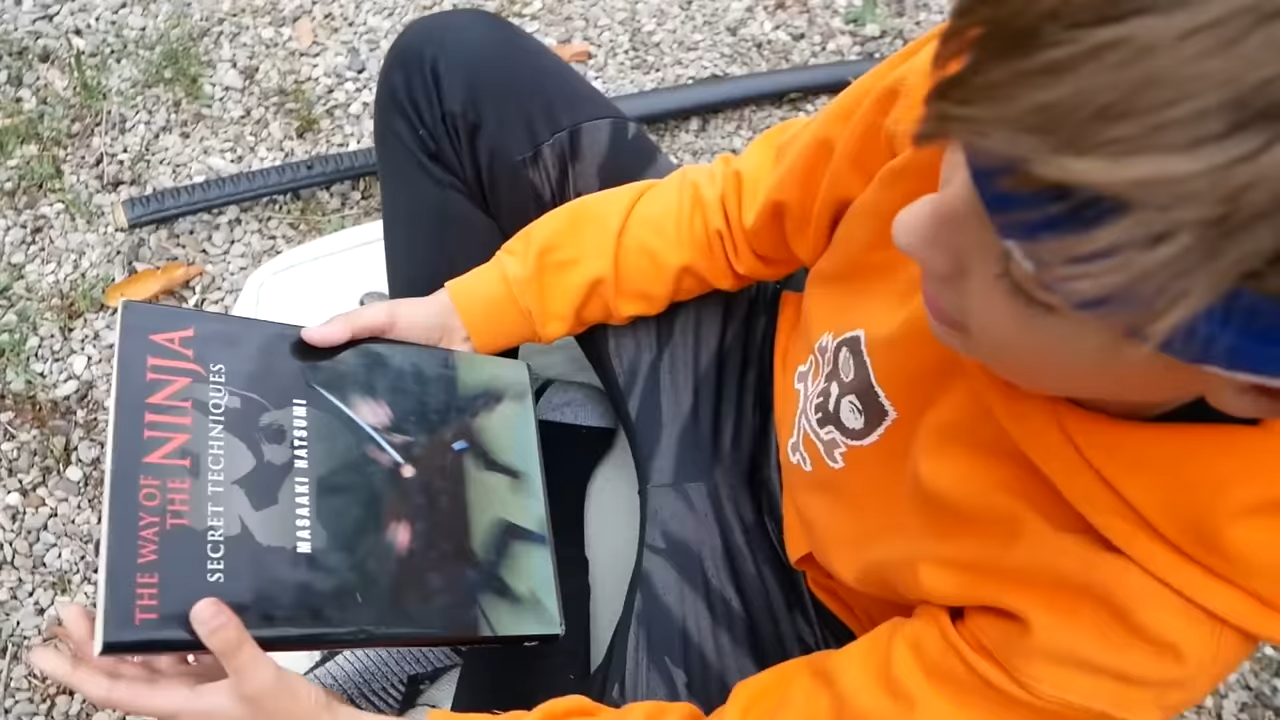 THE WAY OF
THE NINJA
SECRET TECHNIQUES
MASAAKI HATSUMI